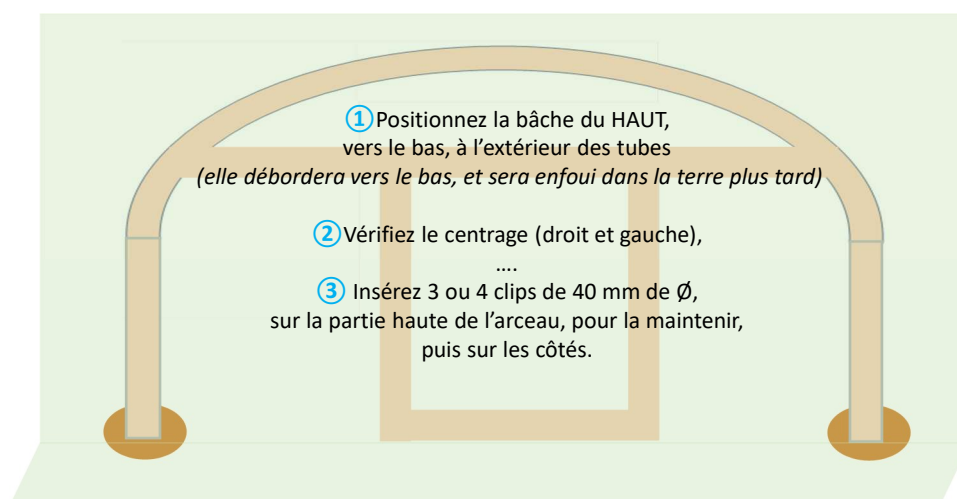 ①Positionnez la bâche du HAUT,
vers le bas, à l’extérieur des tubes
(elle débordera vers le bas, et sera enfoui dans la terre plus tard)
②Vérifiez le centrage (droit et gauche),
....
③ Insérez 3 ou 4 clips de 40 mm de Ø,
sur la partie haute de l’arceau, pour la maintenir,
puis sur les côtés.